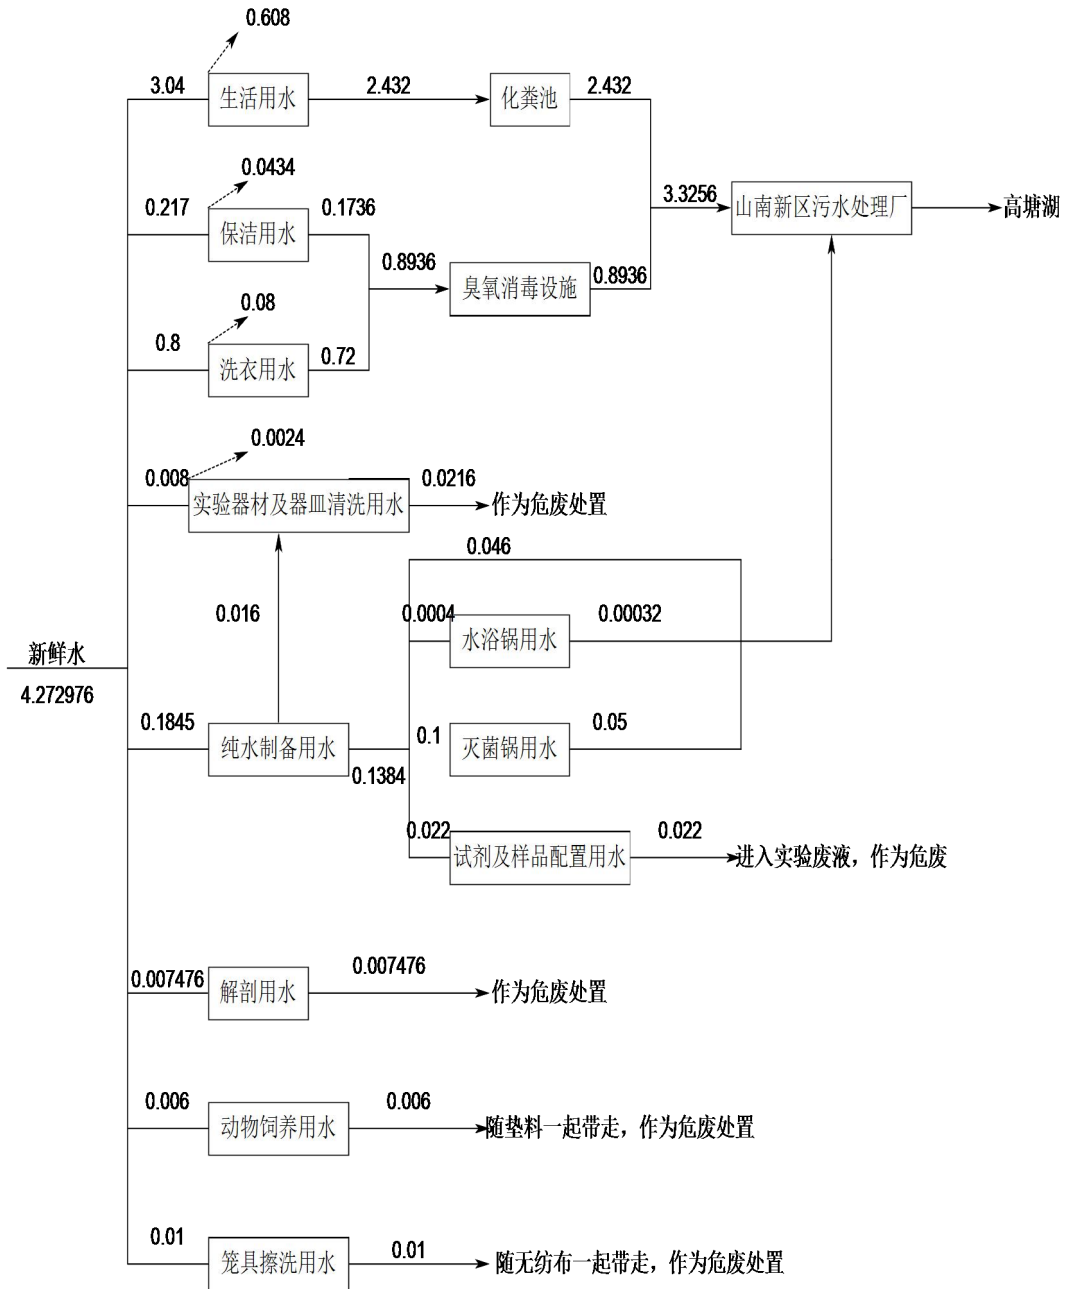 0.608
3.04
生活用水
2.432
化粪池
2.432
0.0434
0.217
保洁用水
0.1736
3.3256
山南新区污水处理厂
高塘湖
0.8936
臭氧消毒设施
0.8936
0.08
0.8
洗衣用水
0.72
0.0024
0.008
实验器材及器皿清洗用水
0.0216
作为危废处置
0.046
0.016
0.0004
水浴锅用水
0.00032
新鲜水
4.272976
0.1845
纯水制备用水
0.1384
0.1
灭菌锅用水
0.05
0.022
试剂及样品配置用水
0.022
进入实验废液，作为危废
0.007476
解剖用水
0.007476
作为危废处置
0.006
动物饲养用水
0.006
随垫料一起带走，作为危废处置
0.01
笼具擦洗用水
0.01
随无纺布一起带走，作为危废处置